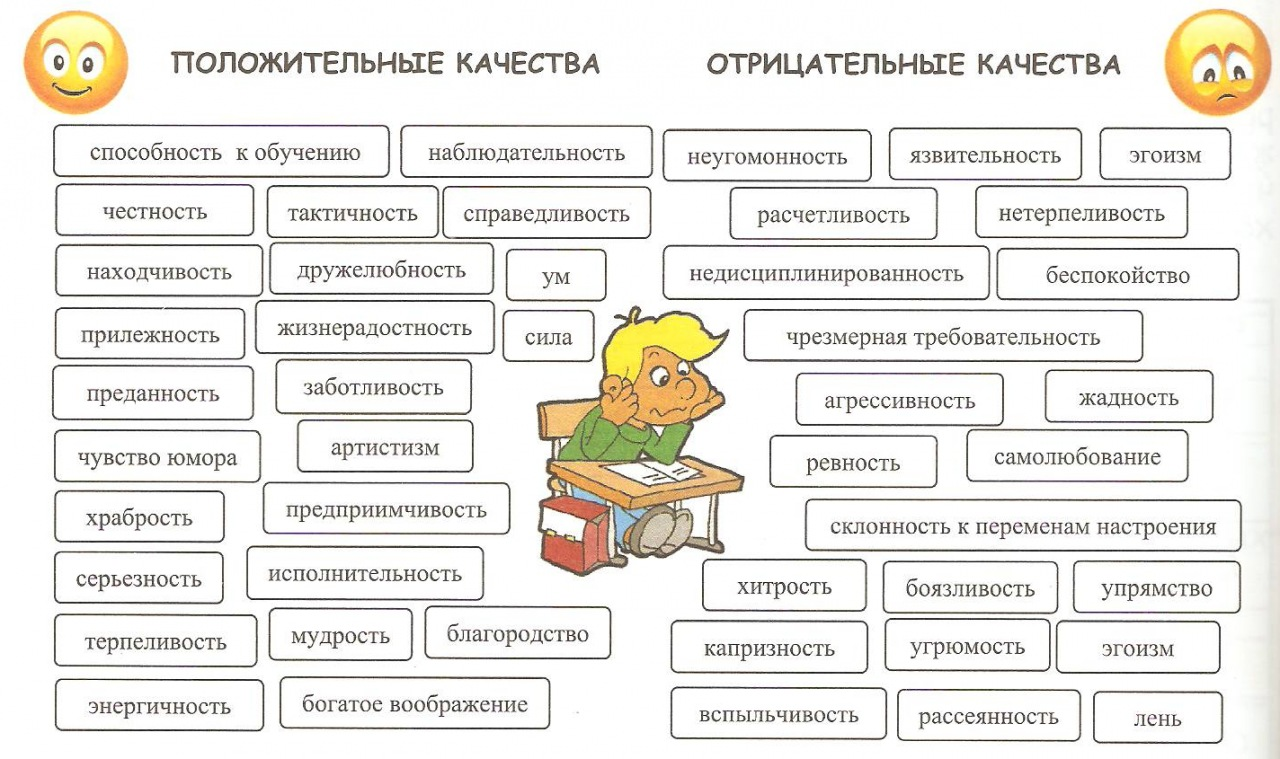 ПОЛОЖИТЕЛЬНЫЕ КАЧЕСТВА
способность к обучению
наблюдательность
честность
тактичность
справедливость
находчивость
дружелюбность
ум
прилежность
жизнерадостность
сила
преданность
заботливость
чувство юмора
артистизм
храбрость
предприимчивость
серьезность
исполнительность
терпеливость
мудрость
благородство
энергичность
богатое воображение
ОТРИЦАТЕЛЬНЫЕ КАЧЕСТВА
неугомонность
язвительность
эгоизм
расчетливость
нетерпеливость
недисциплинированность
беспокойство
чрезмерная требовательность
агрессивность
жадность
ревность
самолюбование
склонность к переменам настроения
хитрость
боязливость
упрямство
капризность
угрюмость
эгоизм
вспыльчивость
рассеянность
лень